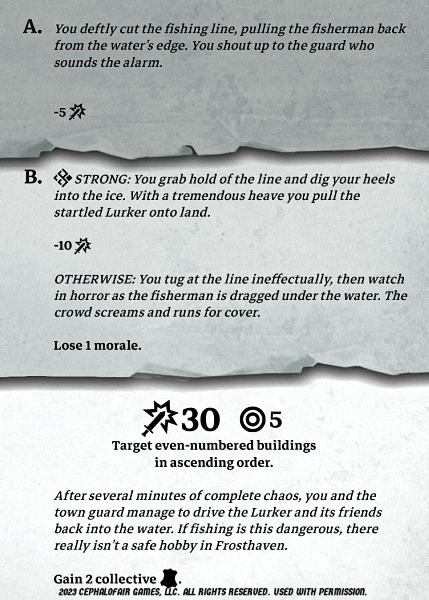 A. You deftly cut the fishing line, pulling the fisherman back
from the water's edge. You shout up to the guard who
sounds the alarm.
-5
B. STRONG: You grab hold of the line and dig your heels
into the ice. With a tremendous heave you pull the
startled Lurker onto land.
-10
OTHERWISE: You tug at the line ineffectually, then watch
in horror as the fisherman is dragged under the water. The
crowd screams and runs for cover.
Lose 1 morale.
30 5
Target even-numbered buildings
in ascending order.
After several minutes of complete chaos, you and the
town guard manage to drive the Lurker and its friends
back into the water. If fishing is this dangerous, there
really isn't a safe hobby in Frosthaven.
Gain 2 collective .
2023 CEPHALOFAIR GAMES, LLC. ALL RIGHTS RESERVED. USED WITH PERMISSION.